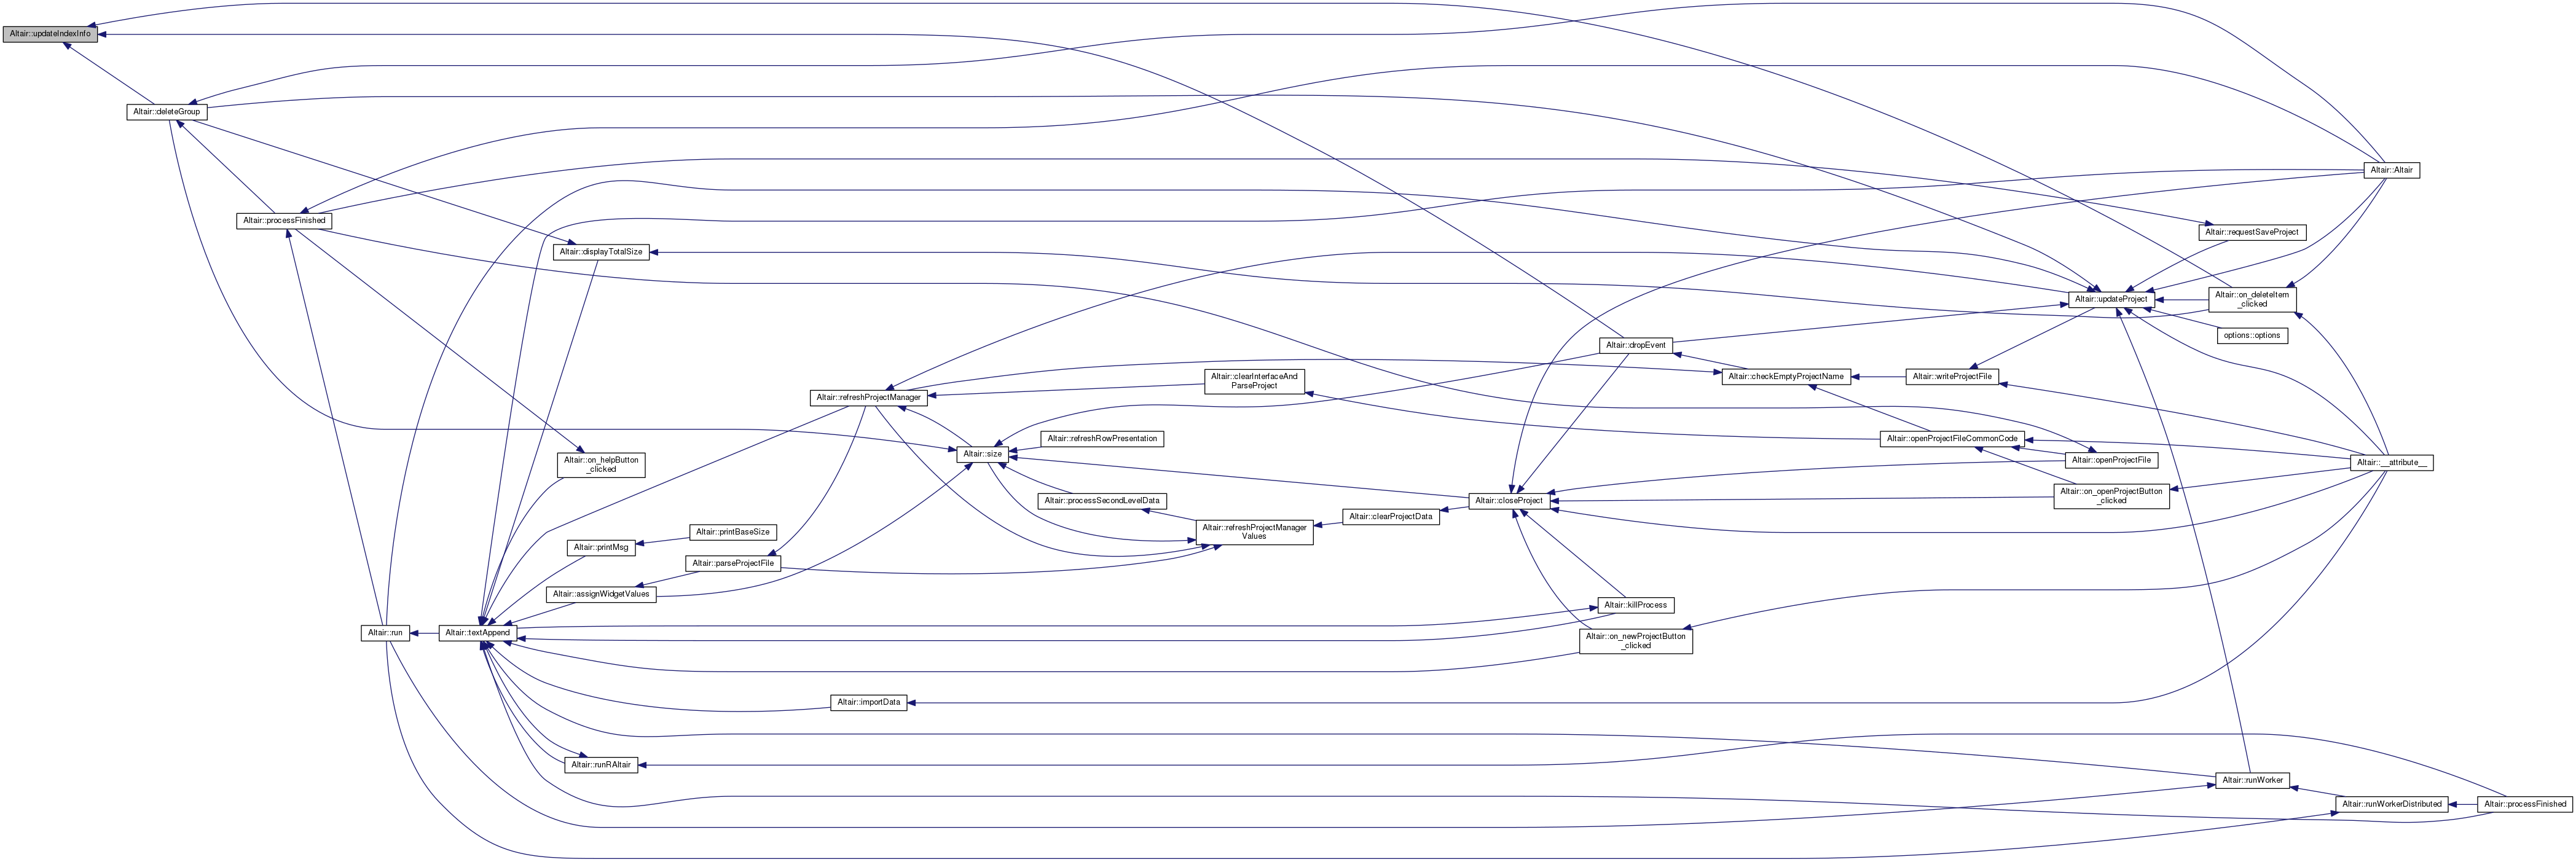 Altair::updateIndexInfo
Altair::deleteGroup
Altair::Altair
Altair::processFinished
Altair::requestSaveProject
Altair::displayTotalSize
Altair::updateProject
Altair::on_deleteItem
_clicked
options::options
Altair::dropEvent
Altair::clearInterfaceAnd
ParseProject
Altair::checkEmptyProjectName
Altair::writeProjectFile
Altair::refreshProjectManager
Altair::refreshRowPresentation
Altair::openProjectFileCommonCode
Altair::size
Altair::on_helpButton
_clicked
Altair::openProjectFile
Altair::__attribute__
Altair::processSecondLevelData
Altair::closeProject
Altair::on_openProjectButton
_clicked
Altair::clearProjectData
Altair::refreshProjectManager
Values
Altair::printBaseSize
Altair::printMsg
Altair::parseProjectFile
Altair::assignWidgetValues
Altair::killProcess
Altair::run
Altair::textAppend
Altair::on_newProjectButton
_clicked
Altair::importData
Altair::runRAltair
Altair::runWorker
Altair::runWorkerDistributed
Altair::processFinished